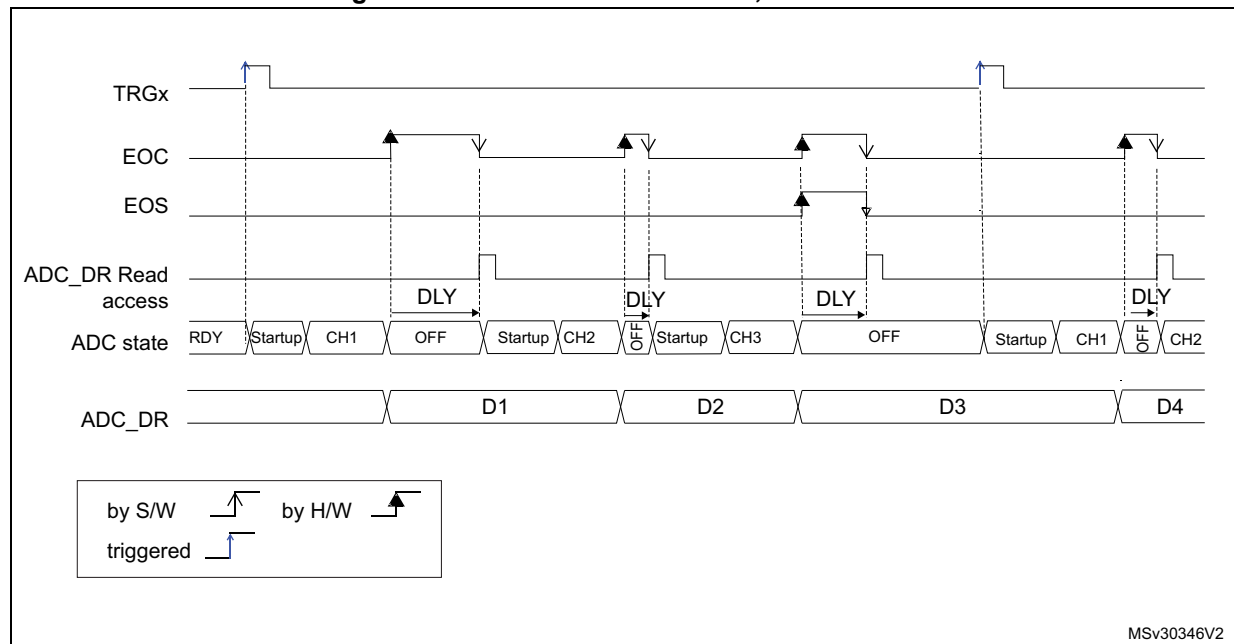 TRGx
EOC
EOS
ADC_DR Read
access
DLY DLY DLY DLY
ADC state RDY Startup CH1 OFF Startup CH2 OFF Startup CH3 OFF Startup CH1 OFF CH2
ADC_DR D1 D2 D3 D4
by S/W by H/W
triggered
MSv30346V2